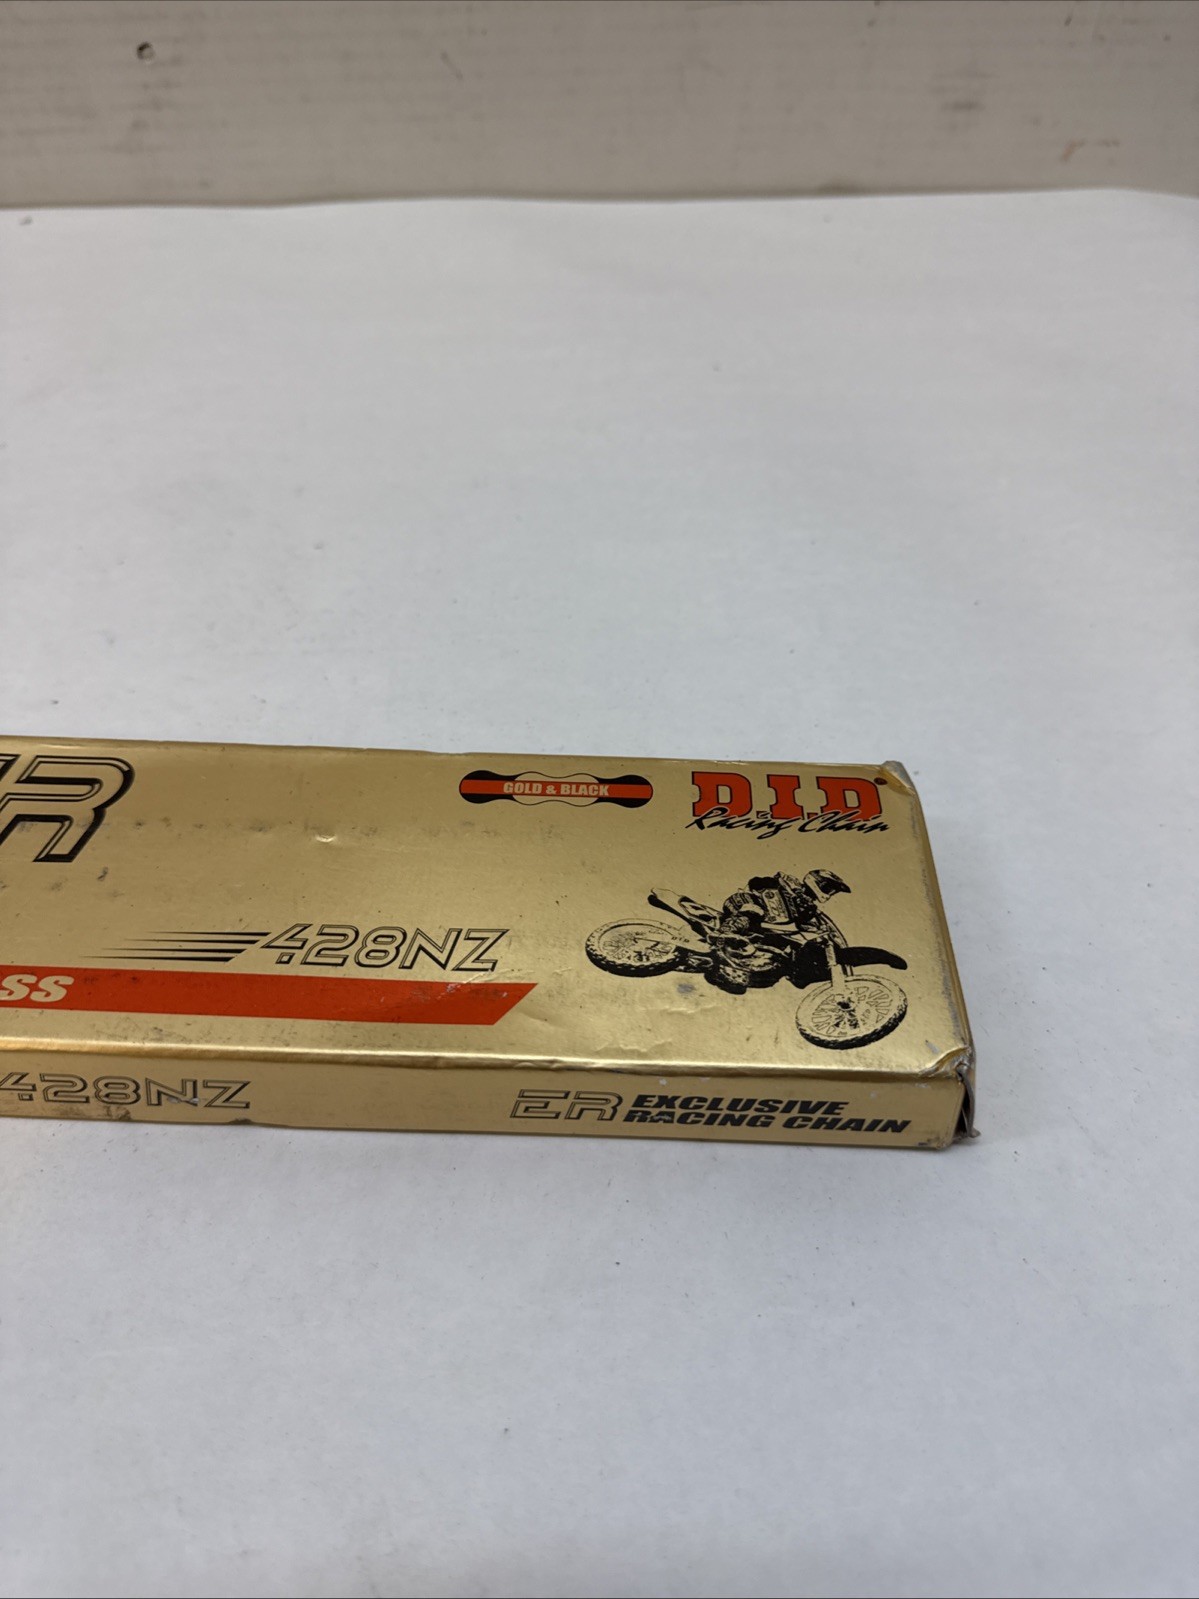 GOLD & BLACK
D.I.D
Racing Chain
428NZ
428NZ
ER EXCLUSIVE
RACING CHAIN